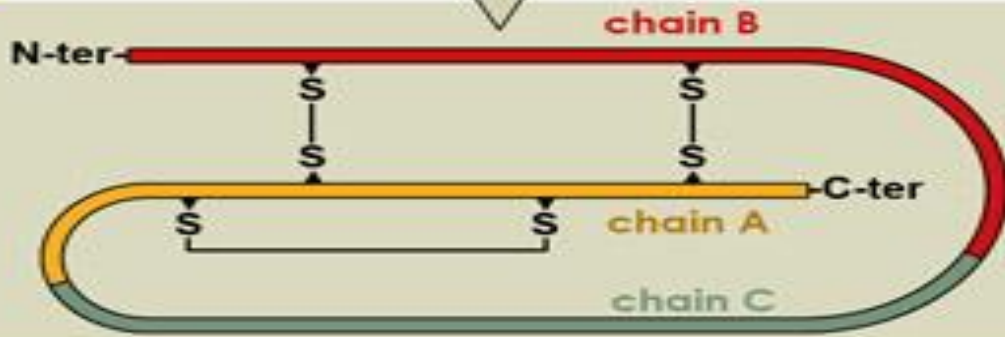 chain B
N-ter
S S
S S
C-ter
S S
chain A
chain C